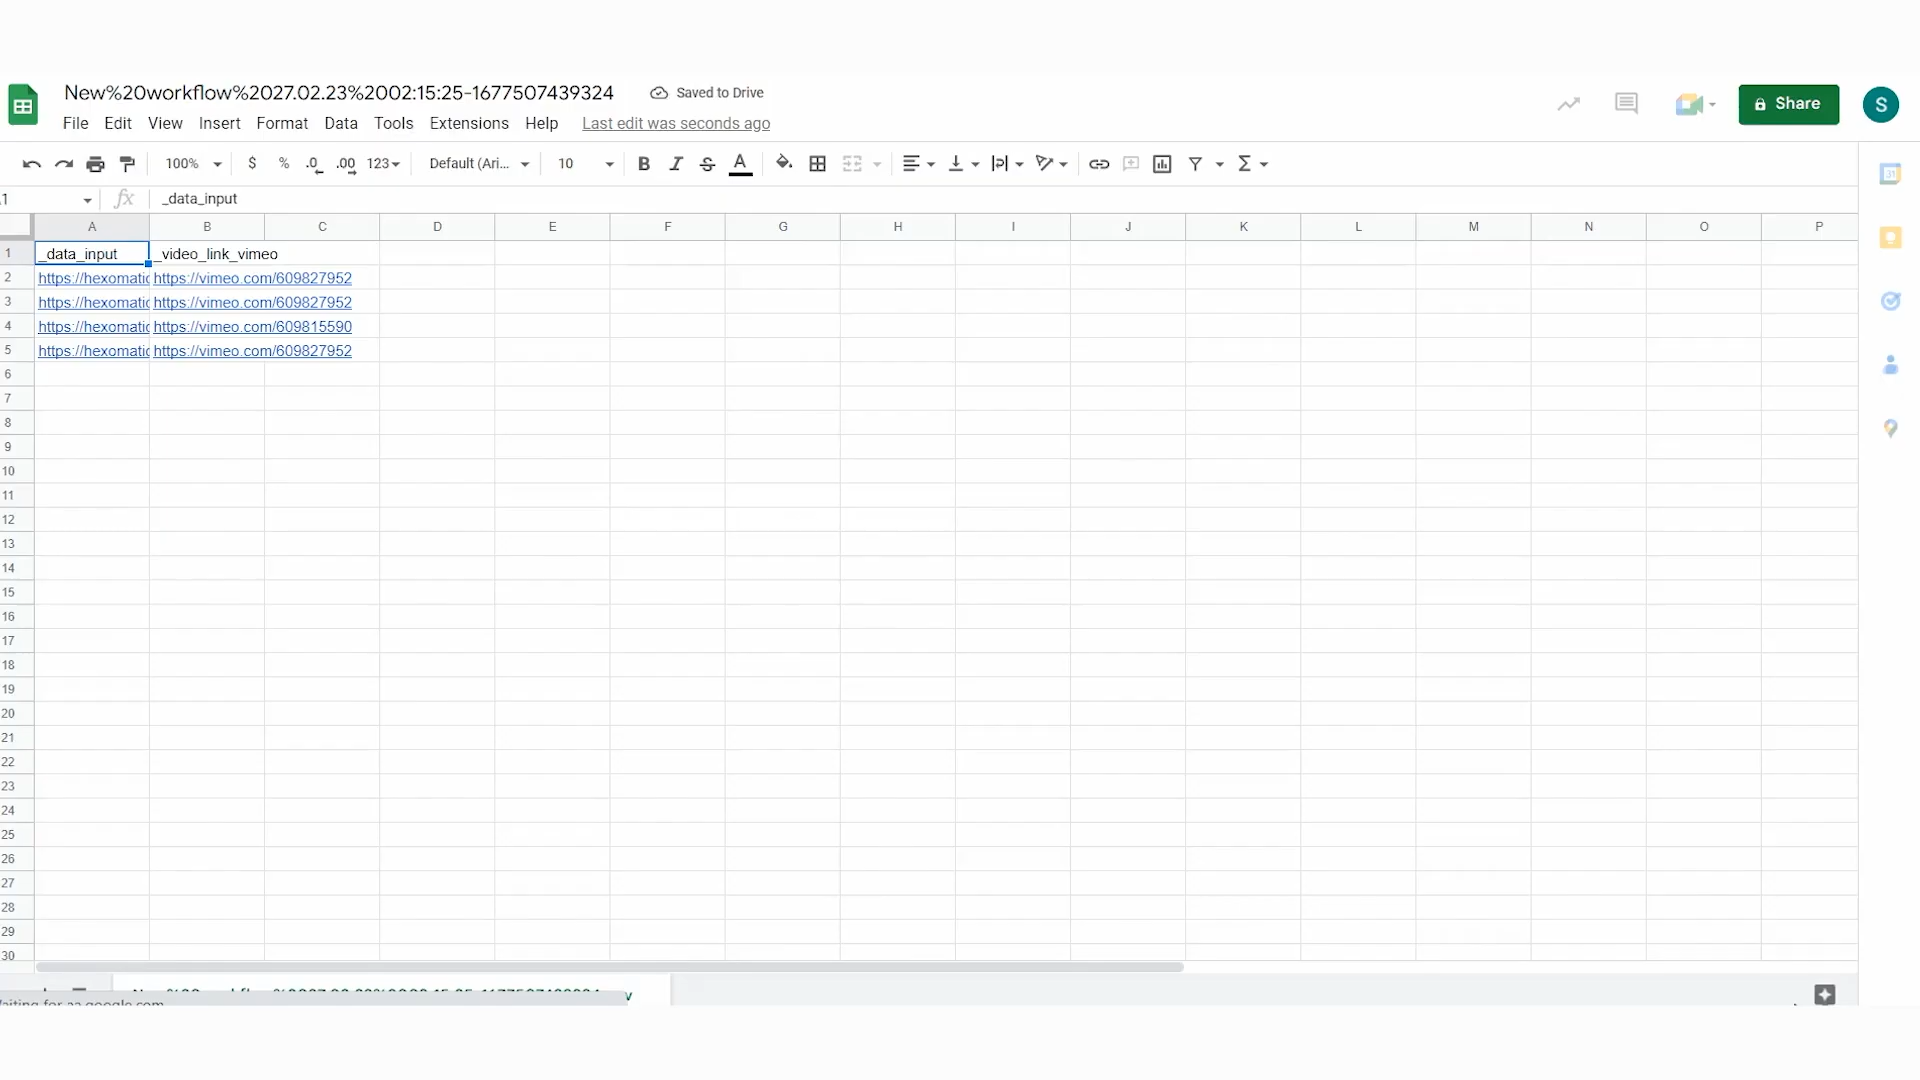 New%20workflow%2027.02.23%2002:15:25-1677507439324 Saved to Drive
File Edit View Insert Format Data Tools Extensions Help Last edit was seconds ago
Share
S
100% $ % .0 .00 123 Default (Ari... 10 B I S A
31
1 fx _data_input
A B C D E F G H I J K L M N O P
1 _data_input _video_link_vimeo
2 https://hexomatic https://vimeo.com/609827952
3 https://hexomatic https://vimeo.com/609827952
4 https://hexomatic https://vimeo.com/609815590
5 https://hexomatic https://vimeo.com/609827952
6
7
8
9
10
11
12
13
14
15
16
17
18
19
20
21
22
23
24
25
26
27
28
29
30